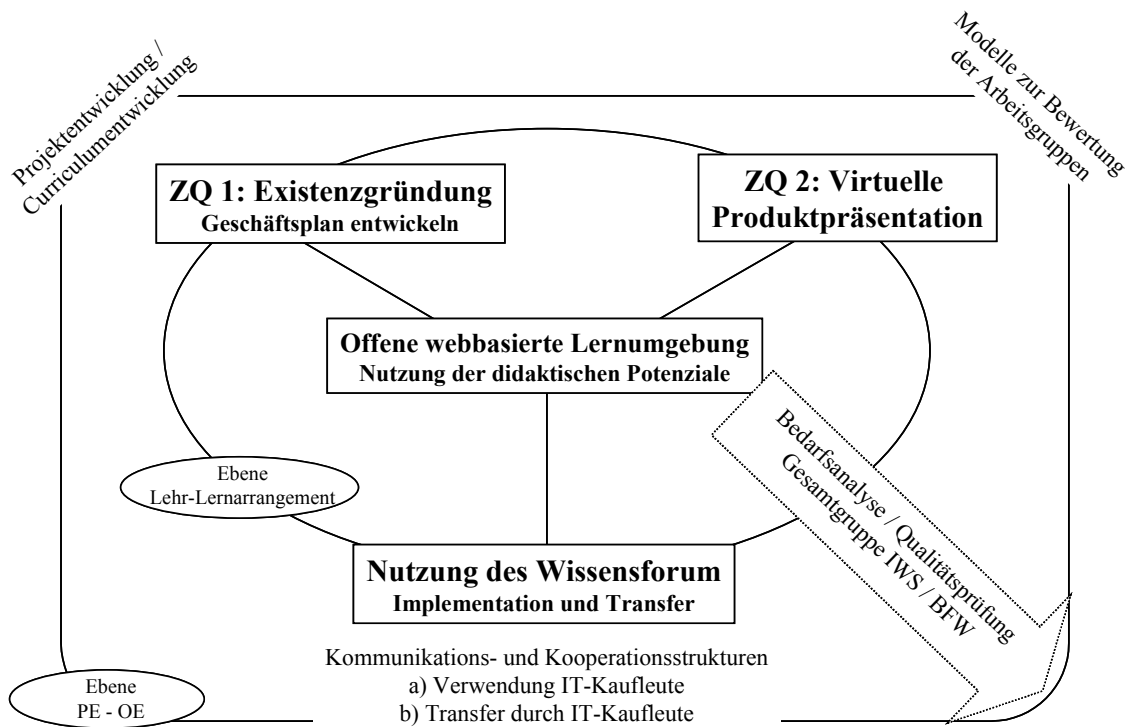 Projektentwicklung /
Curriculumentwicklung
Modelle zur Bewertung
der Arbeitsgruppen
ZQ 1: Existenzgründung
Geschäftsplan entwickeln
ZQ 2: Virtuelle
Produktpräsentation
Offene webbasierte Lernumgebung
Nutzung der didaktischen Potenziale
Bedarfsanalyse / Qualitätsprüfung
Gesamtgruppe IWS / BFW
Ebene
Lehr-Lernarrangement
Nutzung des Wissensforum
Implementation und Transfer
Kommunikations- und Kooperationsstrukturen
a) Verwendung IT-Kaufleute
b) Transfer durch IT-Kaufleute
Ebene
PE - OE